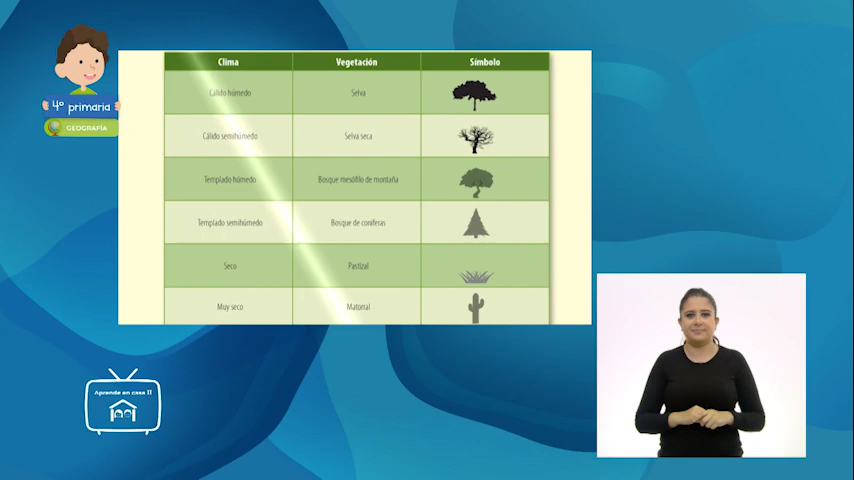 4º primaria
GEOGRAFÍA
Clima Vegetación Símbolo
Cálido húmedo Selva
Cálido semihúmedo Selva seca
Templado húmedo Bosque mesófilo de montaña
Templado semihúmedo Bosque de coníferas
Seco Pastizal
Muy seco Matorral
Aprende en casa II